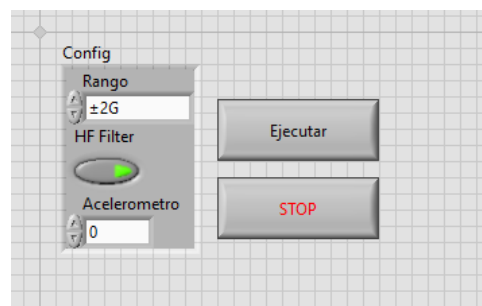 Config
Rango
±2G
HF Filter
Acelerometro
0
Ejecutar
STOP